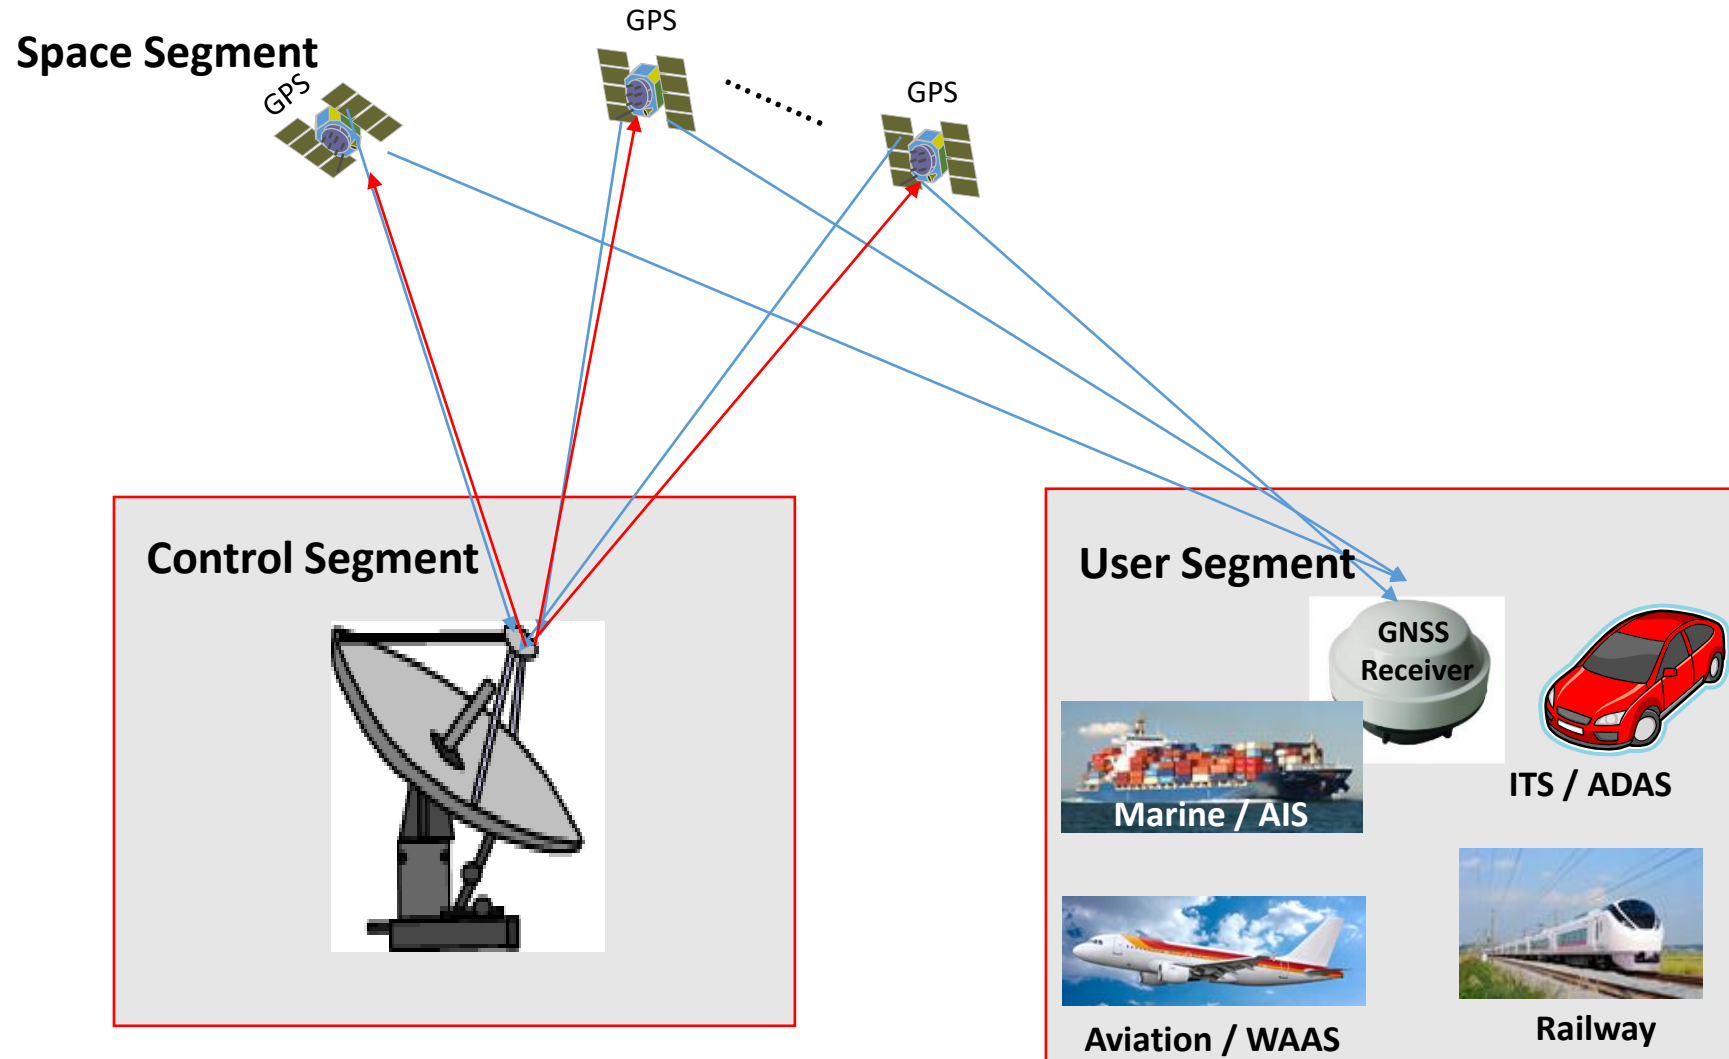 Space Segment
GPS
GPS
GPS
Control Segment
User Segment
GNSS
Receiver
ITS / ADAS
Marine / AIS
Aviation / WAAS
Railway